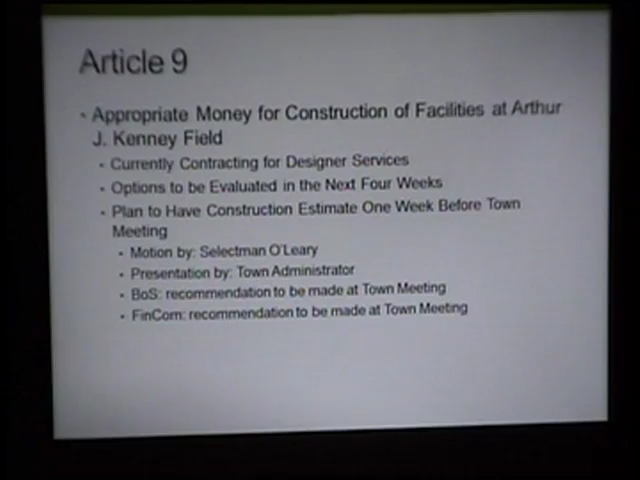 Article 9
• Appropriate Money for Construction of Facilities at Arthur
J. Kenney Field
• Currently Contracting for Designer Services
• Options to be Evaluated in the Next Four Weeks
• Plan to Have Construction Estimate One Week Before Town
Meeting
• Motion by: Selectman O'Leary
• Presentation by: Town Administrator
• BoS: recommendation to be made at Town Meeting
• FinCom: recommendation to be made at Town Meeting